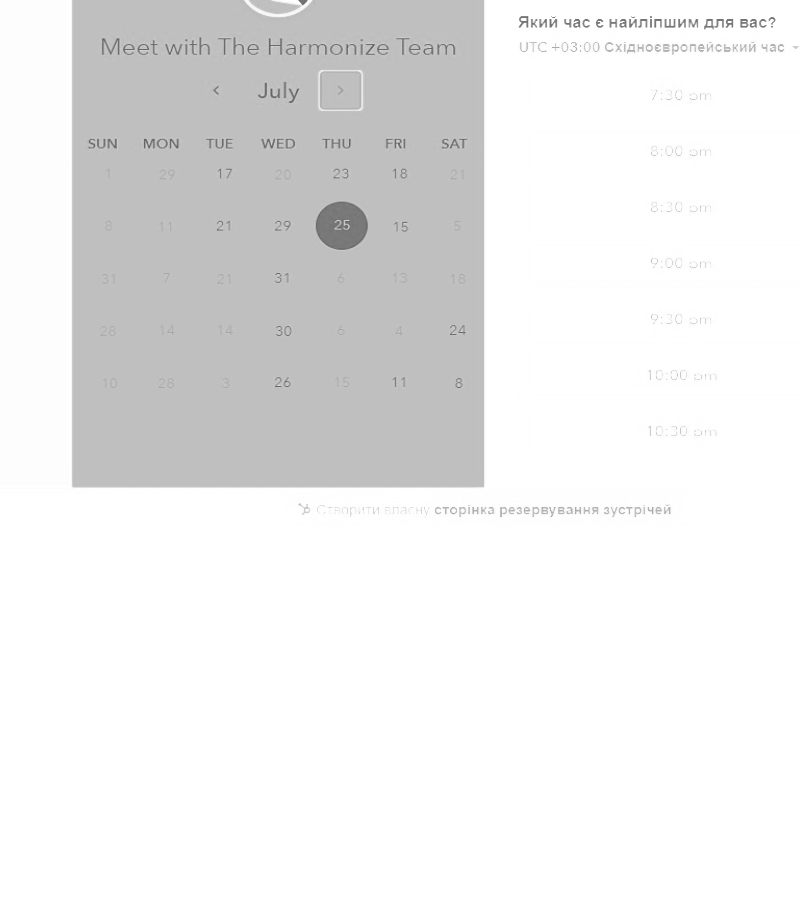 Meet with The Harmonize Team
July
SUN MON TUE WED THU FRI SAT
1 29 17 20 23 18 21
8 11 21 29 25 15 5
31 7 21 31 6 13 18
28 14 14 30 6 4 24
10 28 3 26 15 11 8
Який час є найліпшим для вас?
UTC +03:00 Східноєвропейський час
7:30 pm
8:00 pm
8:30 pm
9:00 pm
9:30 pm
10:00 pm
10:30 pm
Створити власну сторінка резервування зустрічей